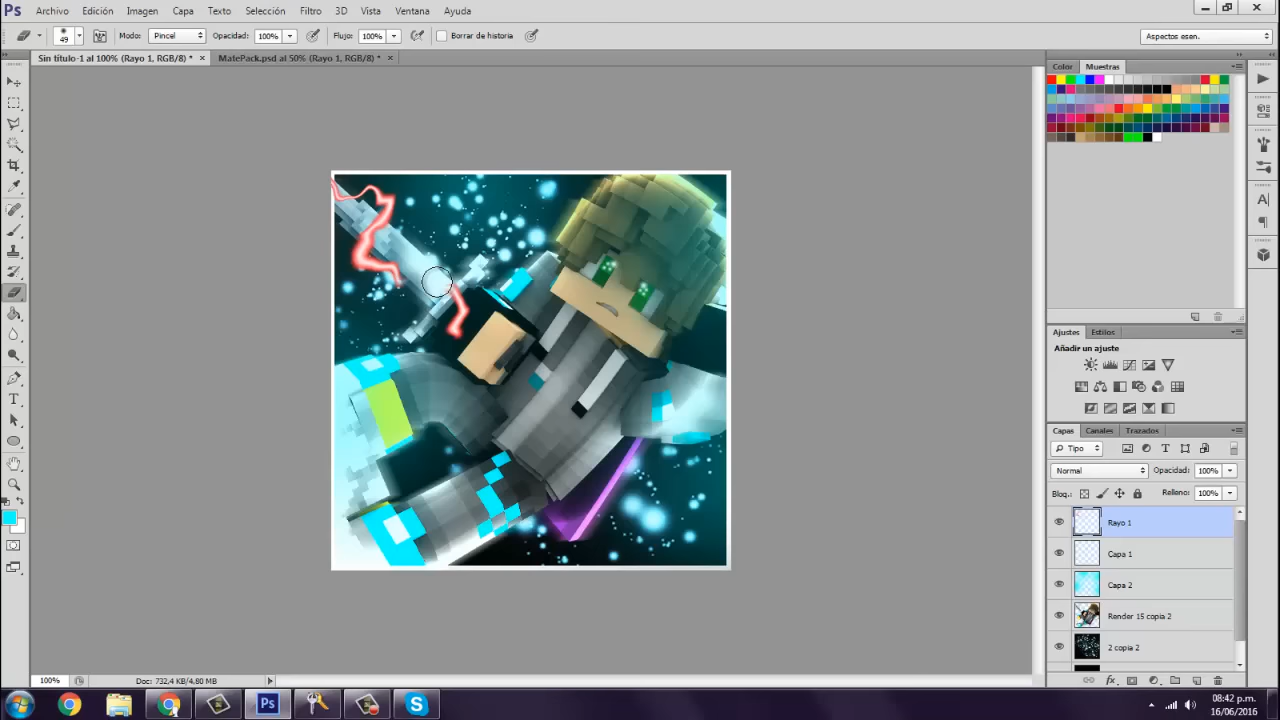 Ps Archivo Edición Imagen Capa Texto Selección Filtro 3D Vista Ventana Ayuda
49 Modo: Pincel Opacidad: 100% Flujo: 100% Borrar de historia Aspectos esen.
Sin título-1 al 100% (Rayo 1, RGB/8) * × MatePack.psd al 50% (Rayo 1, RGB/8) * ×
Color Muestras
Ajustes Estilos
Añadir un ajuste
Capas Canales Trazados
Tipo
Normal Opacidad: 100%
Bloq.: Relleno: 100%
Rayo 1
Capa 1
Capa 2
Render 15 copia 2
2 copia 2
100% Doc: 732,4 KB/4,80 MB
Ps
08:42 p.m.
16/06/2016